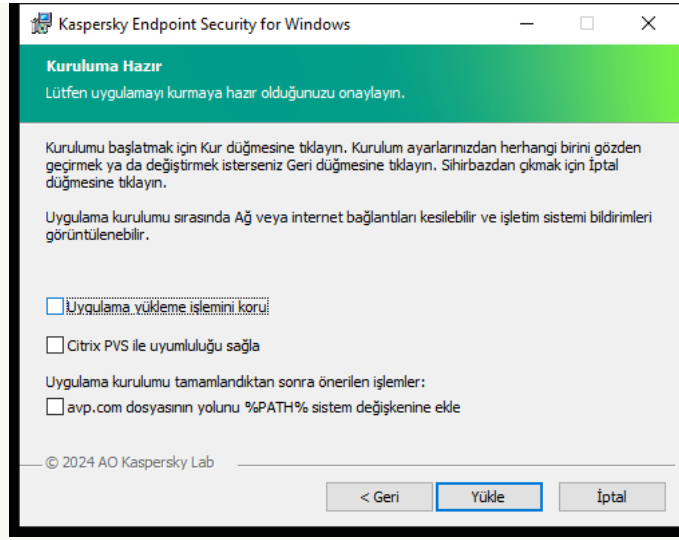 Kaspersky Endpoint Security for Windows
Kuruluma Hazır
Lütfen uygulamayı kurmaya hazır olduğunuzu onaylayın.
Kurulumu başlatmak için Kur düğmesine tıklayın. Kurulum ayarlarınızdan herhangi birini gözden
geçirmek ya da değiştirmek isterseniz Geri düğmesine tıklayın. Sihirbazdan çıkmak için İptal
düğmesine tıklayın.
Uygulama kurulumu sırasında Ağ veya internet bağlantıları kesilebilir ve işletim sistemi bildirimleri
görüntülenebilir.
Uygulama yükleme işlemini koru
Citrix PVS ile uyumluluğu sağla
Uygulama kurulumu tamamlandıktan sonra önerilen işlemler:
avp.com dosyasının yolunu %PATH% sistem değişkenine ekle
© 2024 AO Kaspersky Lab
< Geri
Yükle
İptal